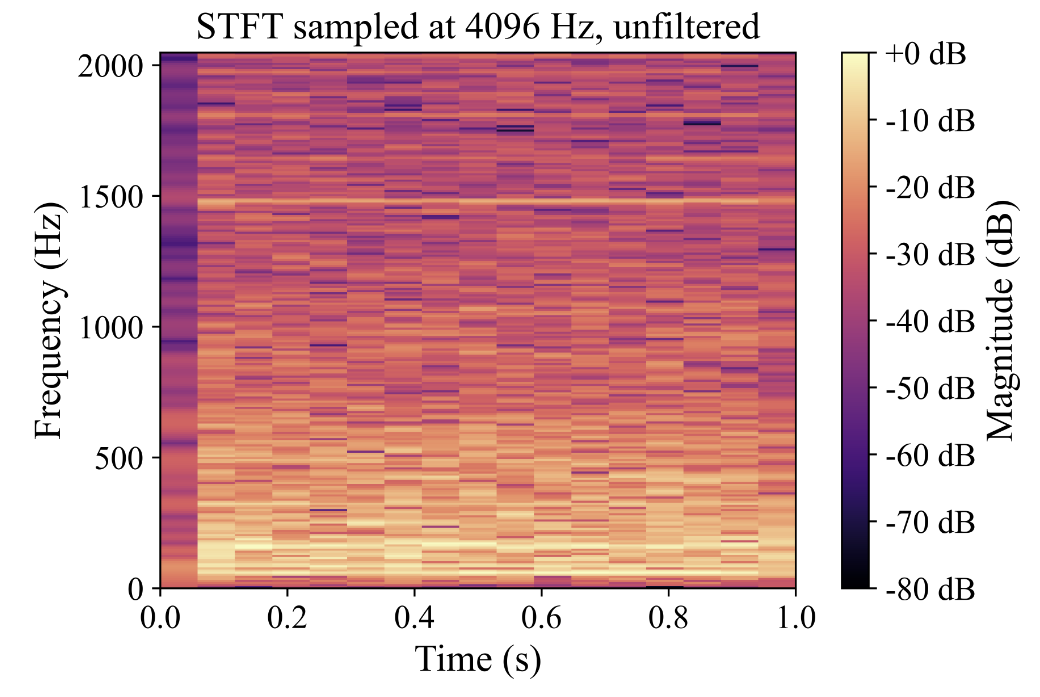 STFT sampled at 4096 Hz, unfiltered
2000
1500
1000
500
0
Frequency (Hz)
0.0 0.2 0.4 0.6 0.8 1.0
Time (s)
+0 dB
-10 dB
-20 dB
-30 dB
-40 dB
-50 dB
-60 dB
-70 dB
-80 dB
Magnitude (dB)